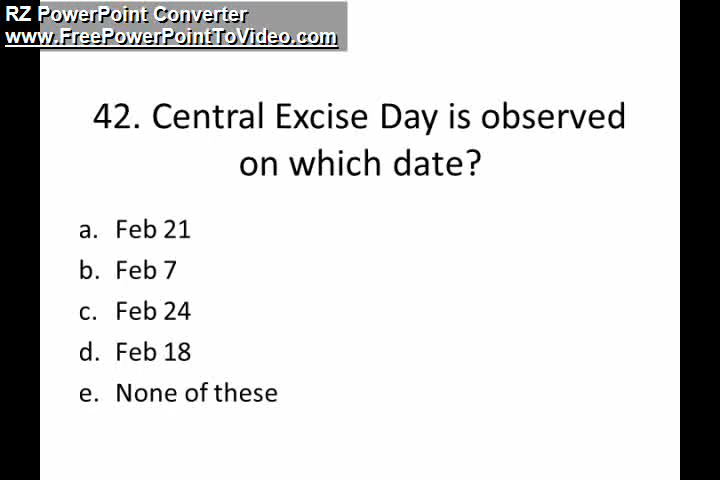 RZ PowerPoint Converter
www.FreePowerPointToVideo.com
42. Central Excise Day is observed
on which date?
a. Feb 21
b. Feb 7
c. Feb 24
d. Feb 18
e. None of these